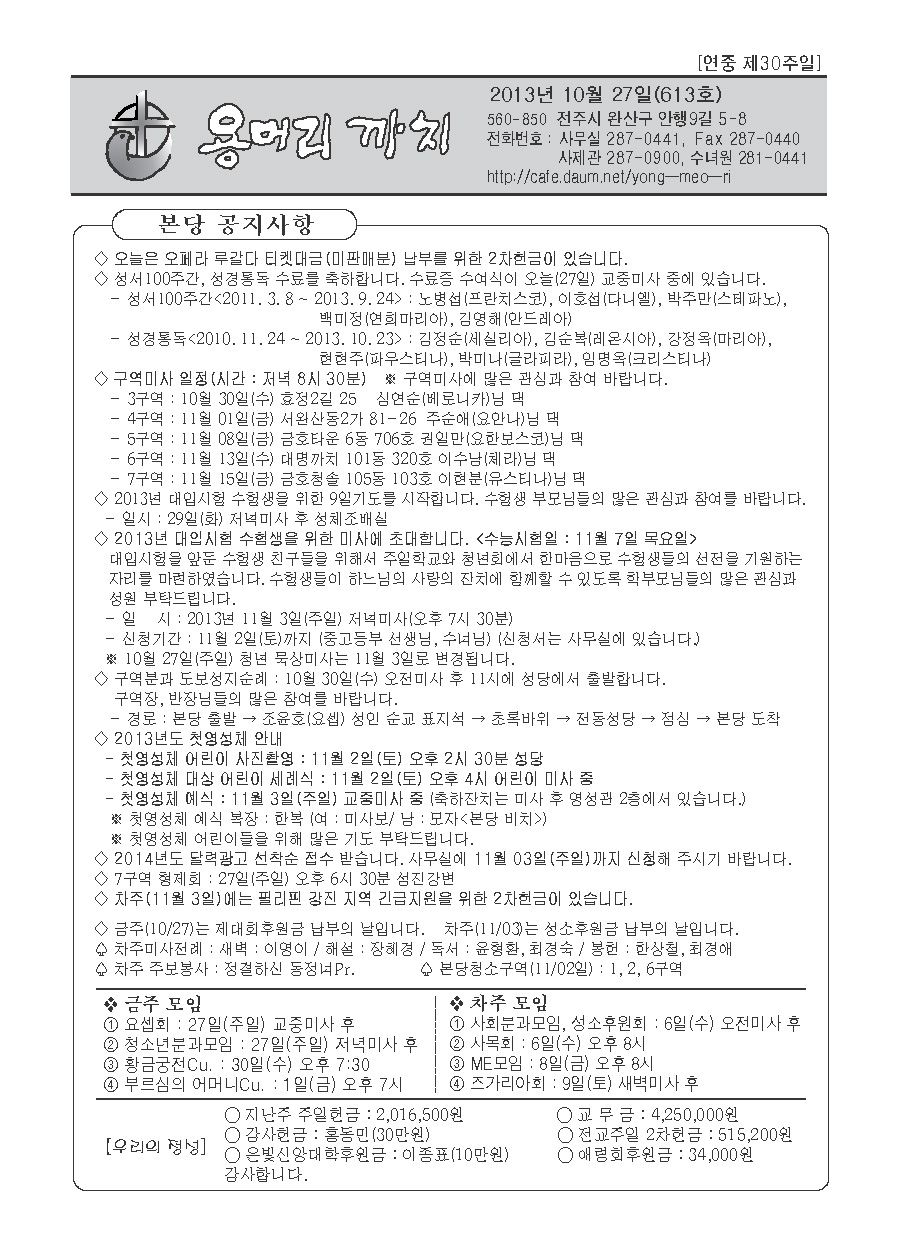 [연중 제30주일]
용머리 까치
2013년 10월 27일(613호)
560-850 전주시 완산구 안행9길 5-8
전화번호 : 사무실 287-0441, Fax 287-0440
사제관 287-0900, 수녀원 281-0441
http://cafe.daum.net/yong—meo—ri
본당 공지사항
◇ 오늘은 오페라 루갈다 티켓대금(미판매분) 납부를 위한 2차헌금이 있습니다.
◇ 성서100주간, 성경통독 수료를 축하합니다. 수료증 수여식이 오늘(27일) 교중미사 중에 있습니다.
- 성서100주간<2011. 3. 8 ~ 2013. 9. 24> : 노병섭(프란치스코), 이호섭(다니엘), 박주만(스테파노),
백미정(연희마리아), 김영해(안드레아)
- 성경통독<2010. 11. 24 ~ 2013. 10. 23> : 김정순(세실리아), 김순복(레온시아), 강정옥(마리아),
현현주(파우스티나), 박미나(글라피라), 임명옥(크리스티나)
◇ 구역미사 일정(시간 : 저녁 8시 30분) ※ 구역미사에 많은 관심과 참여 바랍니다.
- 3구역 : 10월 30일(수) 효정2길 25 심연순(베로니카)님 댁
- 4구역 : 11월 01일(금) 서완산동2가 81-26 주순애(요안나)님 댁
- 5구역 : 11월 08일(금) 금호타운 6동 706호 권일만(요한보스코)님 댁
- 6구역 : 11월 13일(수) 대명까치 101동 320호 이수남(체라)님 댁
- 7구역 : 11월 15일(금) 금호청솔 105동 103호 이현분(유스티나)님 댁
◇ 2013년 대입시험 수험생을 위한 9일기도를 시작합니다. 수험생 부모님들의 많은 관심과 참여를 바랍니다.
- 일시 : 29일(화) 저녁미사 후 성체조배실
◇ 2013년 대입시험 수험생을 위한 미사에 초대합니다. <수능시험일 : 11월 7일 목요일>
대입시험을 앞둔 수험생 친구들을 위해서 주일학교와 청년회에서 한마음으로 수험생들의 선전을 기원하는
자리를 마련하였습니다. 수험생들이 하느님의 사랑의 잔치에 함께할 수 있도록 학부모님들의 많은 관심과
성원 부탁드립니다.
- 일 시 : 2013년 11월 3일(주일) 저녁미사(오후 7시 30분)
- 신청기간 : 11월 2일(토)까지 (중고등부 선생님, 수녀님) (신청서는 사무실에 있습니다.)
※ 10월 27일(주일) 청년 묵상미사는 11월 3일로 변경됩니다.
◇ 구역분과 도보성지순례 : 10월 30일(수) 오전미사 후 11시에 성당에서 출발합니다.
구역장, 반장님들의 많은 참여를 바랍니다.
- 경로 : 본당 출발 → 조윤호(요셉) 성인 순교 표지석 → 초록바위 → 전동성당 → 점심 → 본당 도착
◇ 2013년도 첫영성체 안내
- 첫영성체 어린이 사진촬영 : 11월 2일(토) 오후 2시 30분 성당
- 첫영성체 대상 어린이 세례식 : 11월 2일(토) 오후 4시 어린이 미사 중
- 첫영성체 예식 : 11월 3일(주일) 교중미사 중 (축하잔치는 미사 후 영성관 2층에서 있습니다.)
※ 첫영성체 예식 복장 : 한복 (여 : 미사보/ 남 : 모자<본당 비치>)
※ 첫영성체 어린이들을 위해 많은 기도 부탁드립니다.
◇ 2014년도 달력광고 선착순 접수 받습니다. 사무실에 11월 03일(주일)까지 신청해 주시기 바랍니다.
◇ 7구역 형제회 : 27일(주일) 오후 6시 30분 섬진강변
◇ 차주(11월 3일)에는 필리핀 강진 지역 긴급지원을 위한 2차헌금이 있습니다.
◇ 금주(10/27)는 제대회후원금 납부의 날입니다. 차주(11/03)는 성소후원금 납부의 날입니다.
♤ 차주미사전례 : 새벽 : 이영이 / 해설 : 장혜경 / 독서 : 윤형환, 최경숙 / 봉헌 : 한상철, 최경애
♤ 차주 주보봉사 : 정결하신 동정녀Pr. ♤ 본당청소구역(11/02일) : 1, 2, 6구역
❖ 금주 모임
① 요셉회 : 27일(주일) 교중미사 후
② 청소년분과모임 : 27일(주일) 저녁미사 후
③ 황금궁전Cu. : 30일(수) 오후 7:30
④ 부르심의 어머니Cu. : 1일(금) 오후 7시
❖ 차주 모임
① 사회분과모임, 성소후원회 : 6일(수) 오전미사 후
② 사목회 : 6일(수) 오후 8시
③ ME모임 : 8일(금) 오후 8시
④ 즈가리아회 : 9일(토) 새벽미사 후
[우리의 정성]
○ 지난주 주일헌금 : 2,016,500원 ○ 교 무 금 : 4,250,000원
○ 감사헌금 : 홍동민(30만원) ○ 전교주일 2차헌금 : 515,200원
○ 은빛신앙대학후원금 : 이종표(10만원) ○ 애령회후원금 : 34,000원
감사합니다.